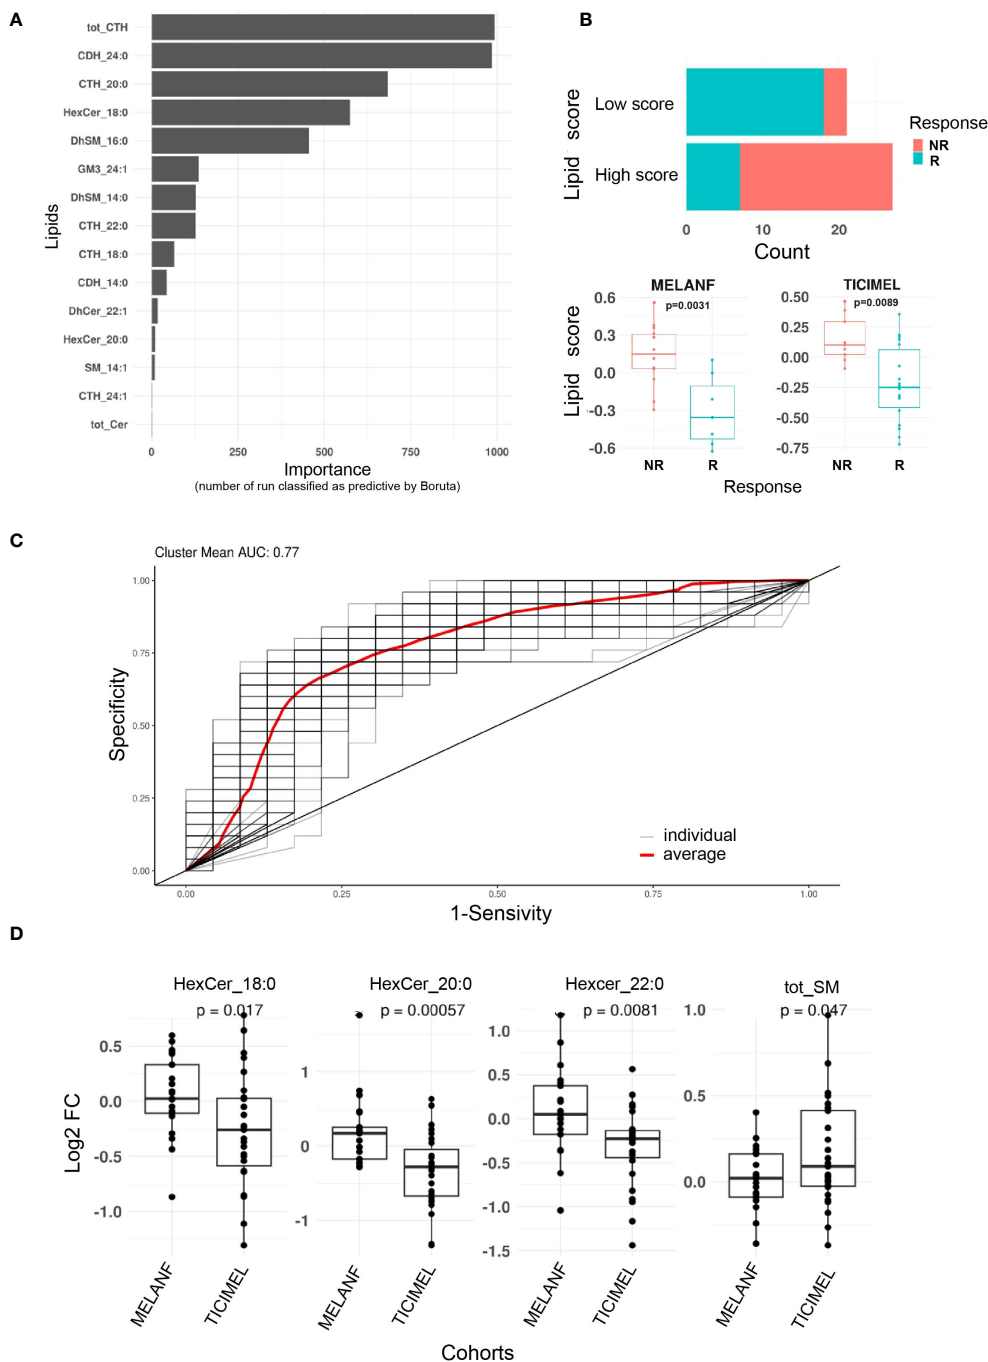 A
tot_CTH
CDH_24:0
CTH_20:0
HexCer_18:0
DhSM_16:0
GM3_24:1
DhSM_14:0
CTH_22:0
CTH_18:0
CDH_14:0
DhCer_22:1
HexCer_20:0
SM_14:1
CTH_24:1
tot_Cer
Lipids
0 250 500 750 1000
Importance
(number of run classified as predictive by Boruta)
B
Lipid score
Low score
High score
0 10 20
Count
Response
NR
R
MELANF
p=0.0031
0.6
0.3
0.0
-0.3
-0.6
NR R
TICIMEL
p=0.0089
0.50
0.25
0.00
-0.25
-0.50
-0.75
NR R
Lipid score
Response
C
Cluster Mean AUC: 0.77
1.00
0.75
0.50
0.25
0.00
Specificity
individual
average
0.00 0.25 0.50 0.75 1.00
1-Sensivity
D
HexCer_18:0
p = 0.017
0.5
0.0
-0.5
-1.0
MELANF
TICIMEL
HexCer_20:0
p = 0.00057
1
0
-1
MELANF
TICIMEL
Hexcer_22:0
p = 0.0081
1.0
0.5
0.0
-0.5
-1.0
-1.5
MELANF
TICIMEL
tot_SM
p = 0.047
1.0
0.5
0.0
MELANF
TICIMEL
Log2 FC
Cohorts